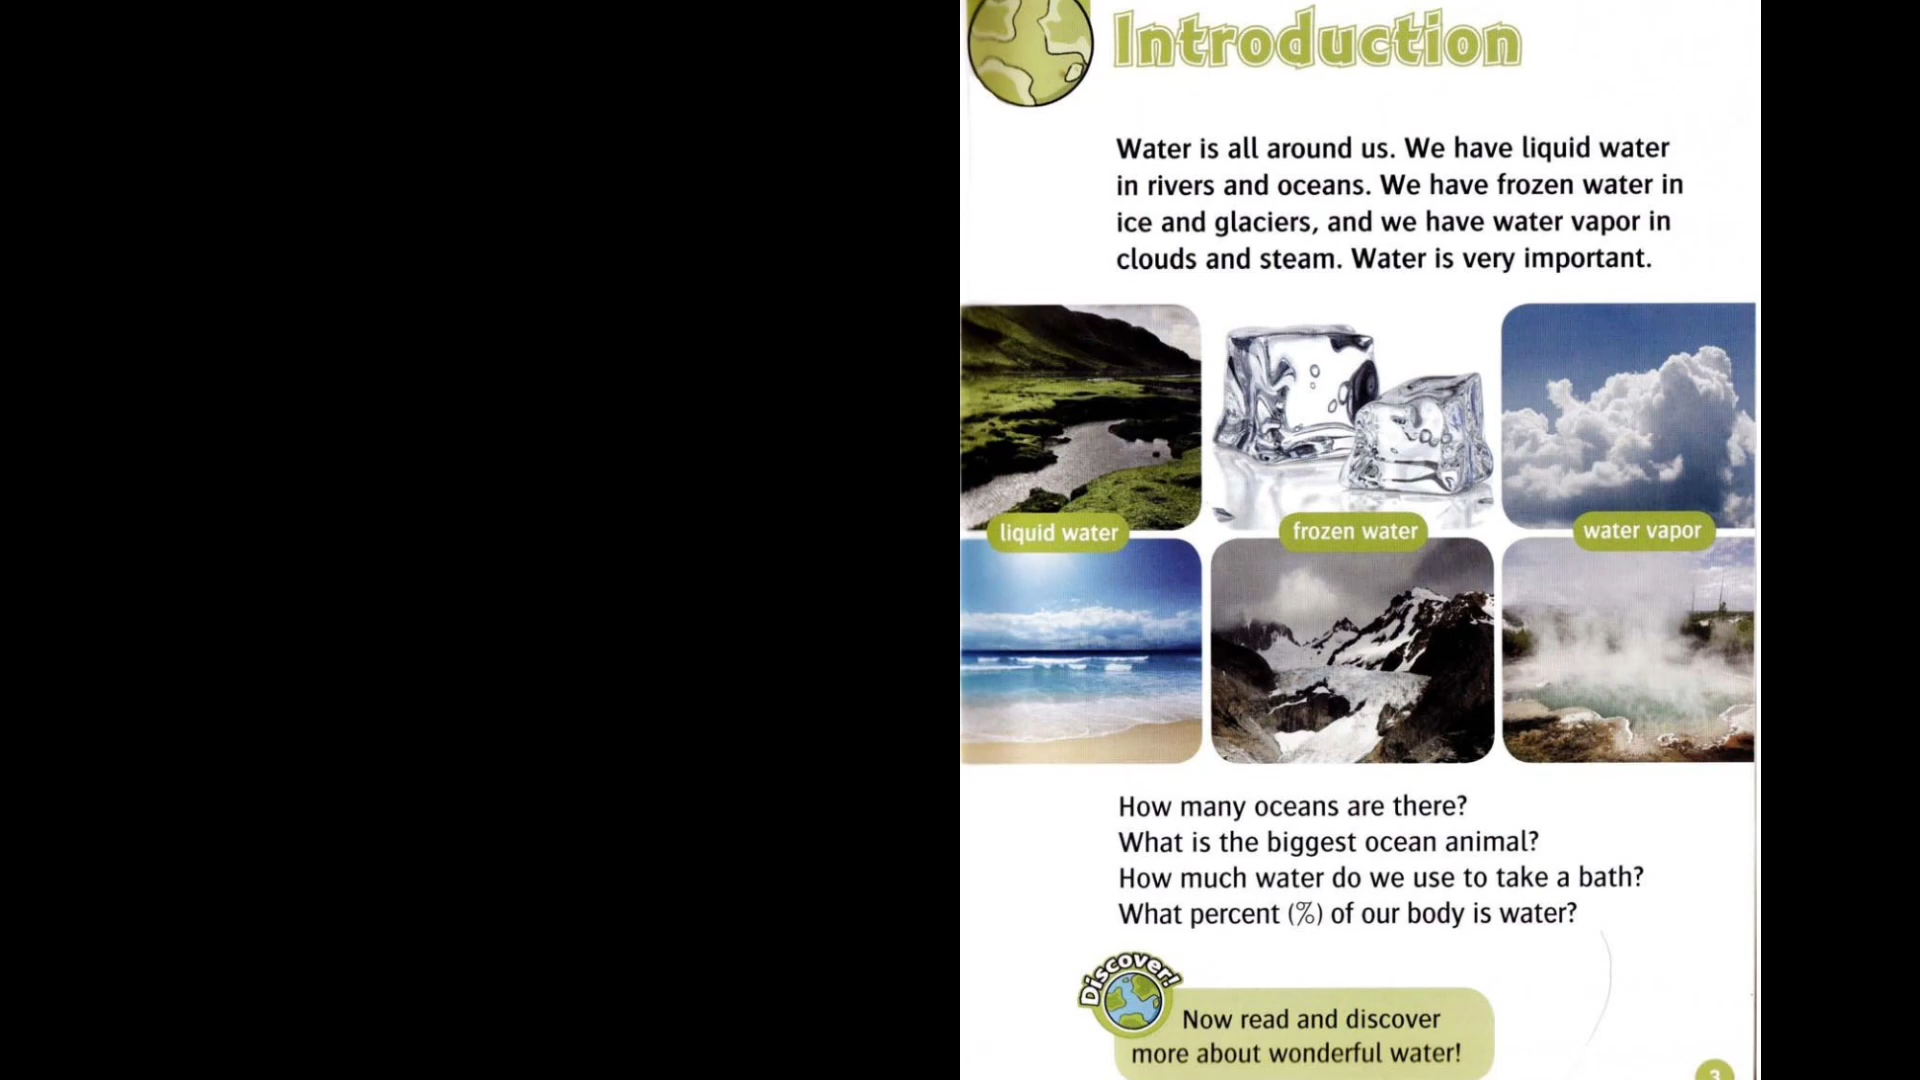 Introduction
Water is all around us. We have liquid water
in rivers and oceans. We have frozen water in
ice and glaciers, and we have water vapor in
clouds and steam. Water is very important.
liquid water
frozen water
water vapor
How many oceans are there?
What is the biggest ocean animal?
How much water do we use to take a bath?
What percent (%) of our body is water?
Discover!
Now read and discover
more about wonderful water!
3